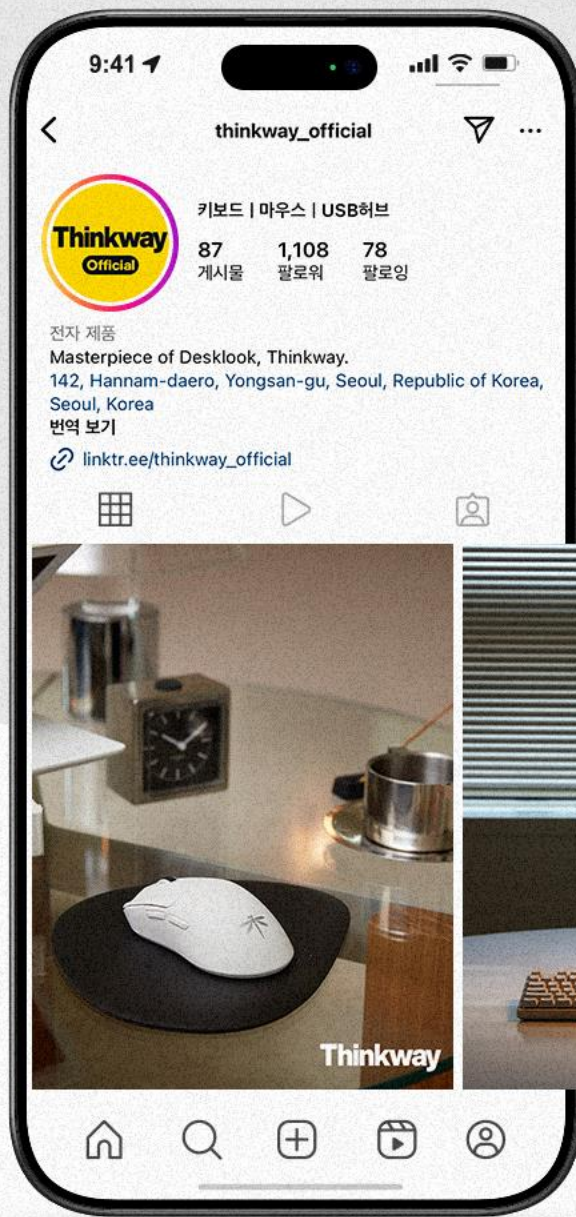 9:41
thinkway_official
Thinkway
Official
키보드 | 마우스 | USB허브
87 1,108 78
게시물 팔로워 팔로잉
전자 제품
Masterpiece of Desklook, Thinkway.
142, Hannam-daero, Yongsan-gu, Seoul, Republic of Korea,
Seoul, Korea
번역 보기
linktr.ee/thinkway_official
Thinkway